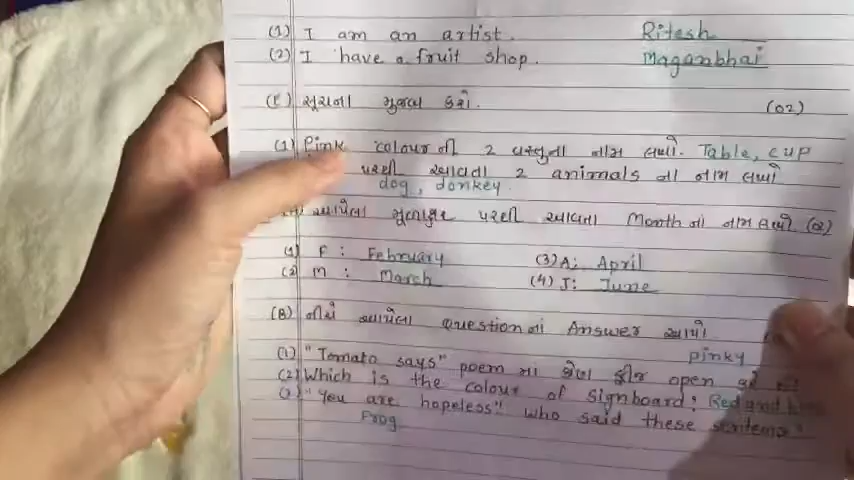 (1) I am an artist. Ritesh
(2) I have a fruit shop. Maganbhai
(F) સૂચના મુજબ કરો. (02)
(1) Pink colour ની 2 વસ્તુના નામ લખો. Table, cup
પરથી આવતા 2 animals ના નામ લખો
dog, donkey.
આપેલા મૂળાક્ષર પરથી આવતા Month નાં નામ લખો (02)
(1) F : February (3) A: April
(2) M : March (4) J: June
(B) નીચે આપેલા question નાં Answer આપો.
pinky
(1) "Tomato says" poem માં open
(2) Which is the colour of signboard? Red and
(3) "You are hopeless" who said these sentence?
Frog